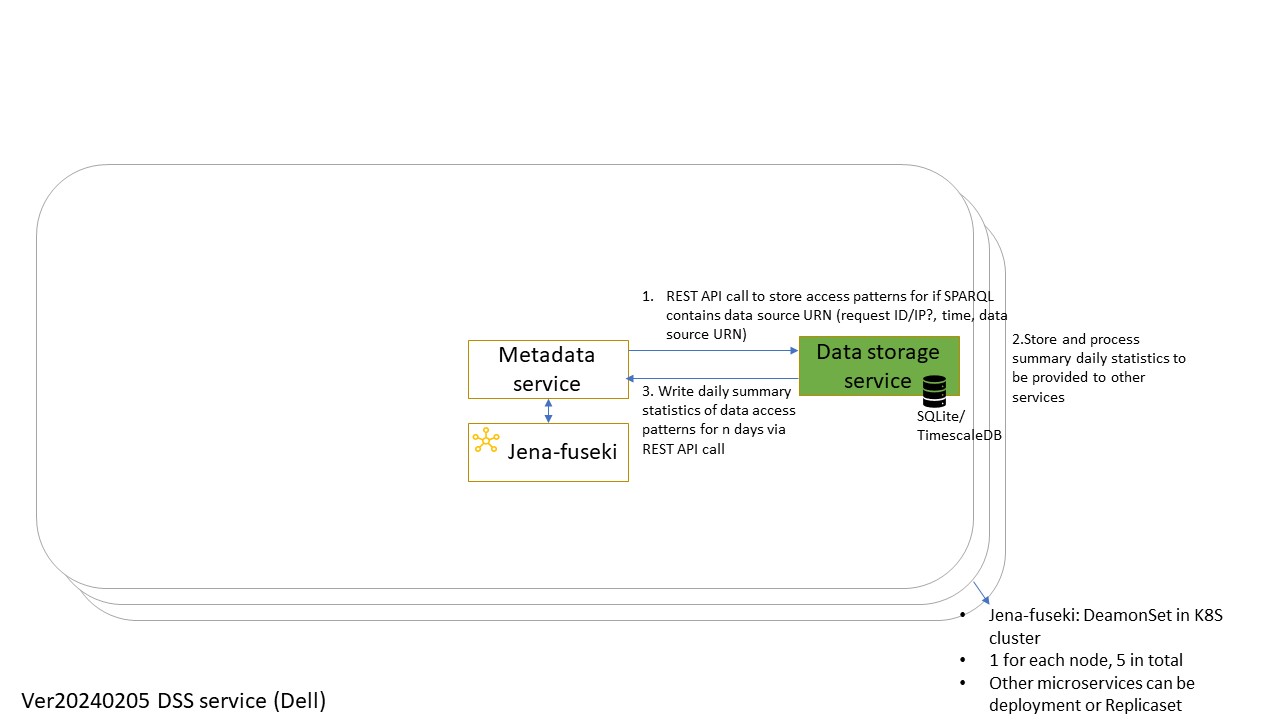 1. REST API call to store access patterns for if SPARQL
contains data source URN (request ID/IP?, time, data
source URN)
Metadata
service
Data storage
service
2.Store and process
summary daily statistics to
be provided to other
services
3. Write daily summary
statistics of data access
patterns for n days via
REST API call
SQLite/
TimescaleDB
Jena-fuseki
• Jena-fuseki: DeamonSet in K8S
cluster
• 1 for each node, 5 in total
• Other microservices can be
deployment or Replicaset
Ver20240205 DSS service (Dell)